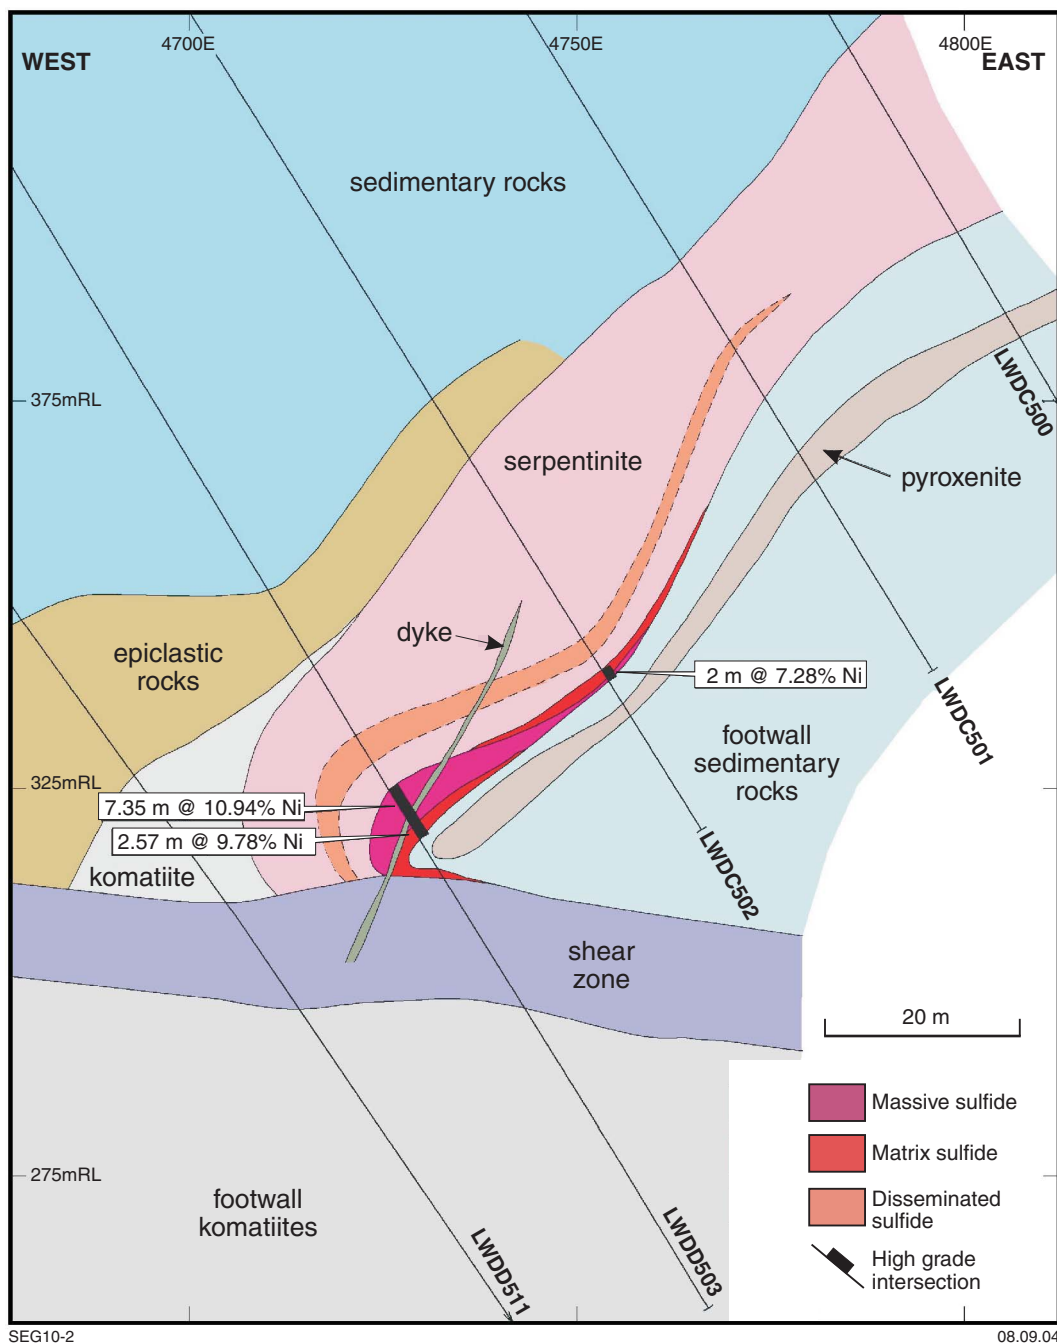 4700E
4750E
4800E
WEST
EAST
sedimentary rocks
375mRL
LWDC500
serpentinite
pyroxenite
dyke
epiclastic
rocks
2 m @ 7.28% Ni
LWDC501
footwall
sedimentary
rocks
325mRL
7.35 m @ 10.94% Ni
2.57 m @ 9.78% Ni
komatiite
LWDC502
shear
zone
20 m
Massive sulfide
Matrix sulfide
275mRL
footwall
komatiites
Disseminated
sulfide
LWDD511
LWDD503
High grade
intersection
SEG10-2
08.09.04